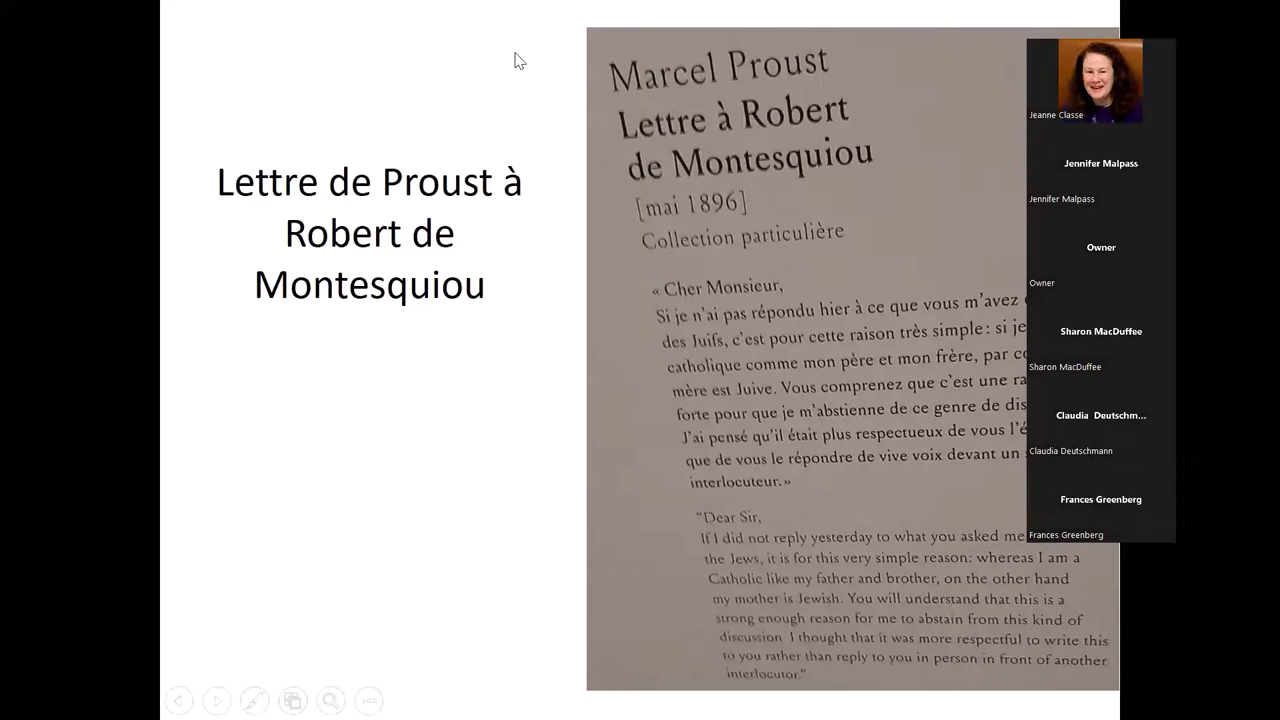 Lettre de Proust à
Robert de
Montesquiou
Marcel Proust
Lettre à Robert
de Montesquiou
[mai 1896]
Collection particulière
« Cher Monsieur,
Si je n'ai pas répondu hier à ce que vous m'avez
des Juifs, c'est pour cette raison très simple : si je
catholique comme mon père et mon frère, par
mère est Juive. Vous comprenez que c'est une
forte pour que je m'abstienne de ce genre de
J'ai pensé qu'il était plus respectueux de vous
que de vous le répondre de vive voix devant un
interlocuteur. »
"Dear Sir,
If I did not reply yesterday to what you asked me
the Jews, it is for this very simple reason: whereas I am a
Catholic like my father and brother, on the other hand
my mother is Jewish. You will understand that this is a
strong enough reason for me to abstain from this kind of
discussion I thought that it was more respectful to write this
to you rather than reply to you in person in front of another
interlocutor."
Jeanne Classe
Jennifer Malpass
Jennifer Malpass
Owner
Owner
Sharon MacDuffee
Sharon MacDuffee
Claudia Deutschm...
Claudia Deutschmann
Frances Greenberg
Frances Greenberg